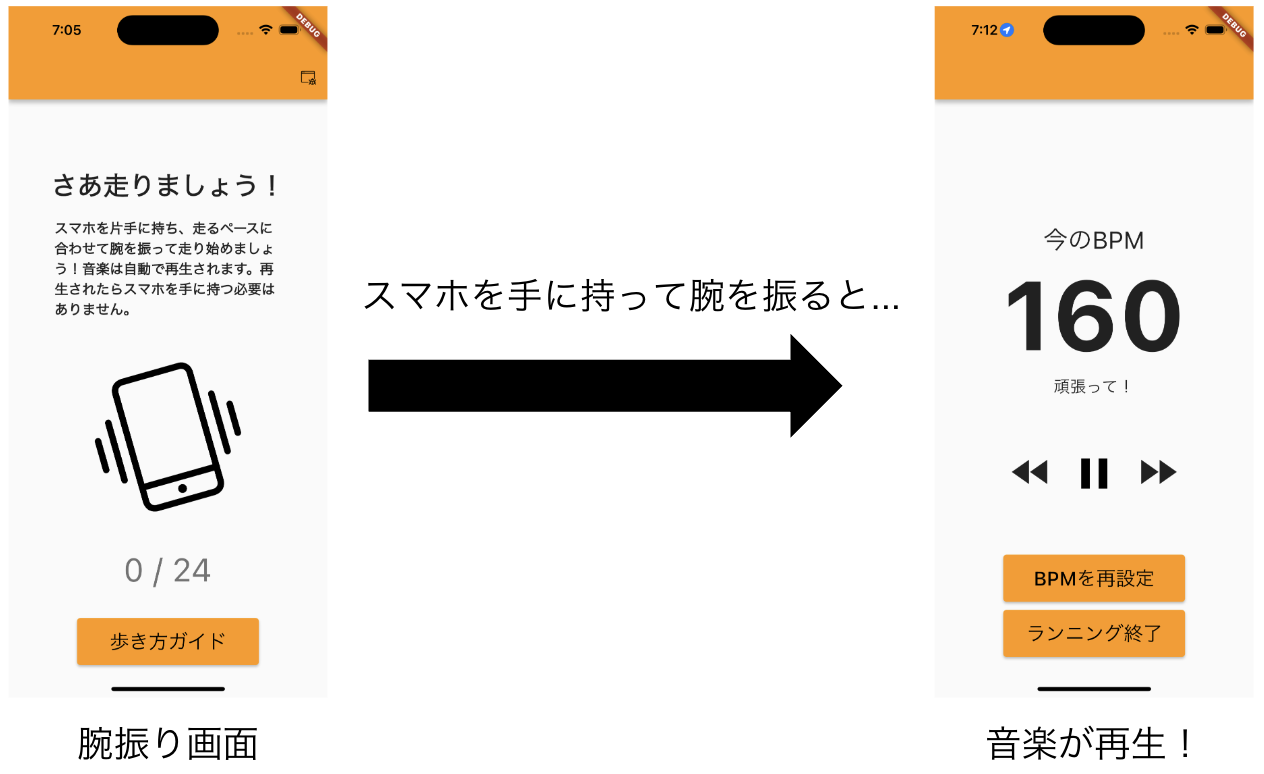 7:05
DEBUG
さあ走りましょう！
スマホを片手に持ち、走るペースに
合わせて腕を振って走り始めましょ
う！音楽は自動で再生されます。再
生されたらスマホを手に持つ必要は
ありません。
0 / 24
歩き方ガイド
腕振り画面
スマホを手に持って腕を振ると...
7:12
DEBUG
今のBPM
160
頑張って！
BPMを再設定
ランニング終了
音楽が再生！